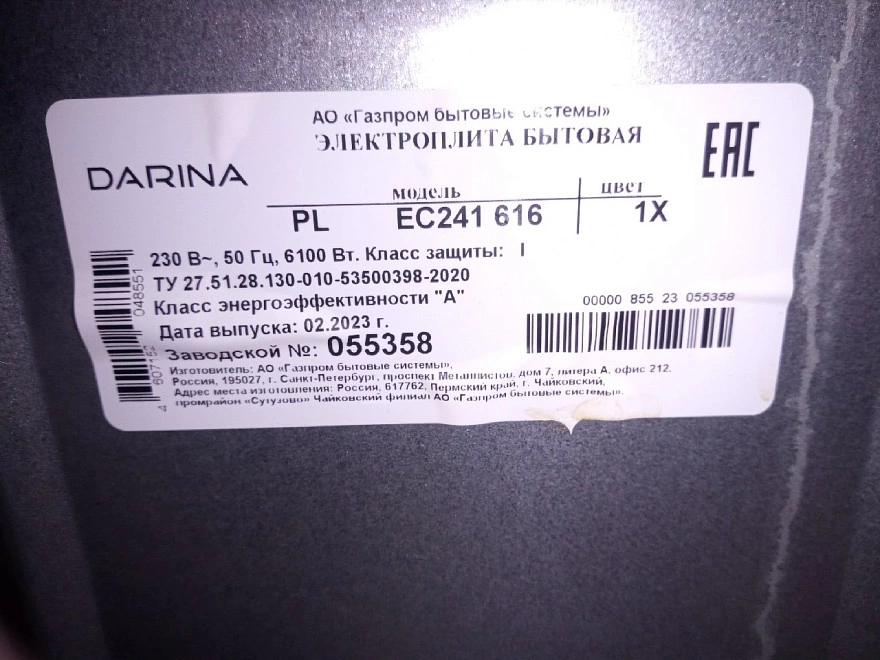 АО «Газпром бытовые системы»
ЭЛЕКТРОПЛИТА БЫТОВАЯ
EAC
DARINA
модель цвет
PL EC241 616 1X
230 В~, 50 Гц, 6100 Вт. Класс защиты: I
ТУ 27.51.28.130-010-53500398-2020
Класс энергоэффективности "А"
Дата выпуска: 02.2023 г.
Заводской №: 055358
00000 855 23 055358
Изготовитель: АО «Газпром бытовые системы»,
Россия, 195027, г. Санкт-Петербург, проспект Металлистов, дом 7, литера А, офис 212.
Адрес места изготовления: Россия, 617762, Пермский край, г. Чайковский,
промрайон «Сутузово» Чайковский филиал АО «Газпром бытовые системы».
4 607152 048551